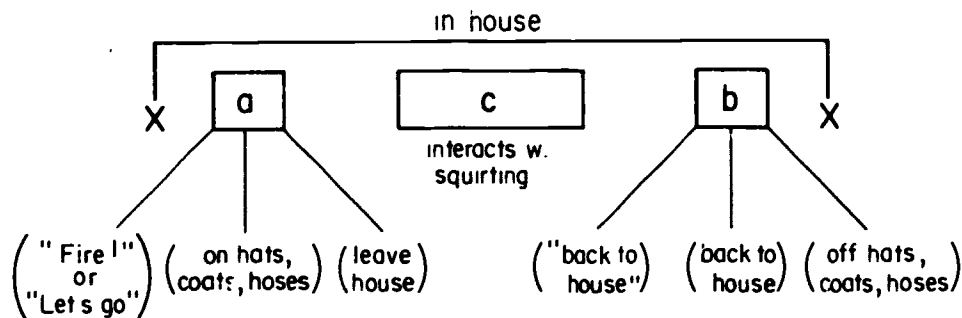 in house
X a c b X
interacts w.
squirting
("Fire!" or "Let's go") (on hats, coats, hoses) (leave house) ("back to house") (back to house) (off hats, coats, hoses)